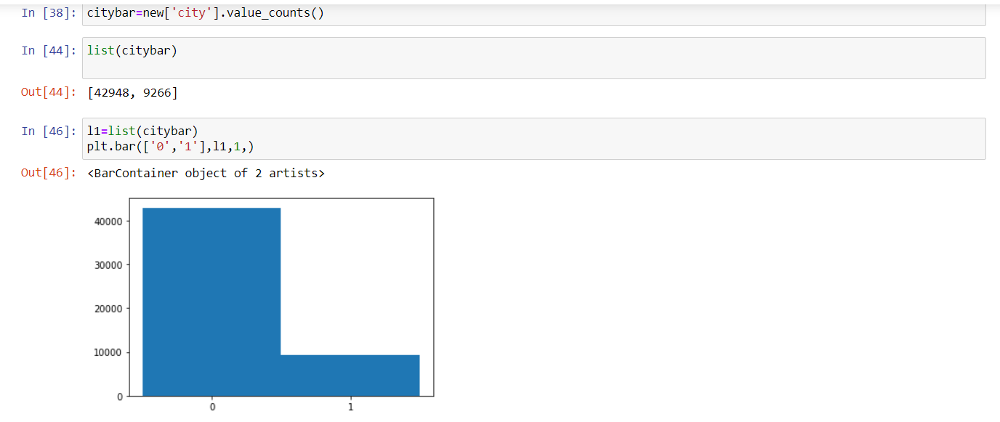 In [38]: citybar=new['city'].value_counts()
In [44]: list(citybar)
Out[44]: [42948, 9266]
In [46]: l1=list(citybar)
plt.bar(['0','1'],l1,1,)
Out[46]: <BarContainer object of 2 artists>
40000
30000
20000
10000
0
0 1